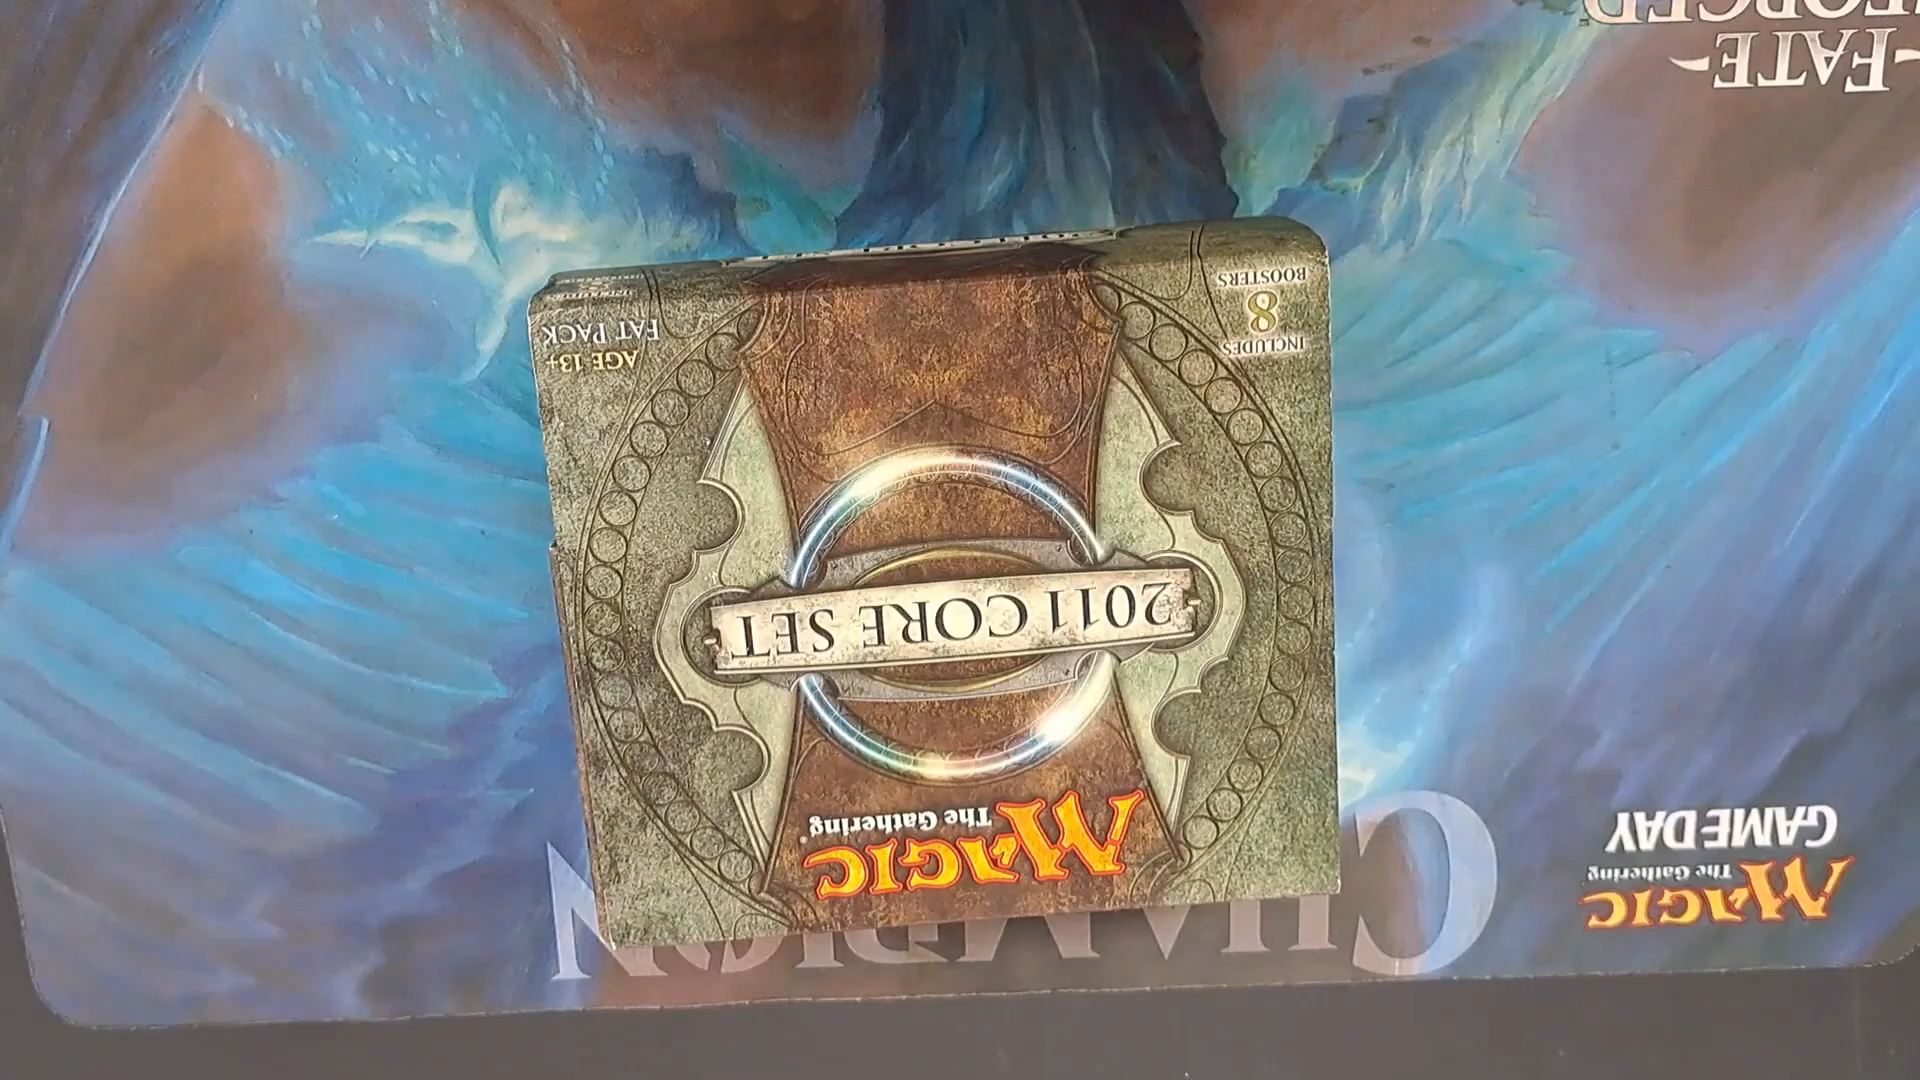 MAGIC
The Gathering®
2011 CORE SET
INCLUDES
8
BOOSTERS
AGE 13+
FAT PACK
MAGIC
The Gathering
GAME DAY
CHAMPION
-FATE-